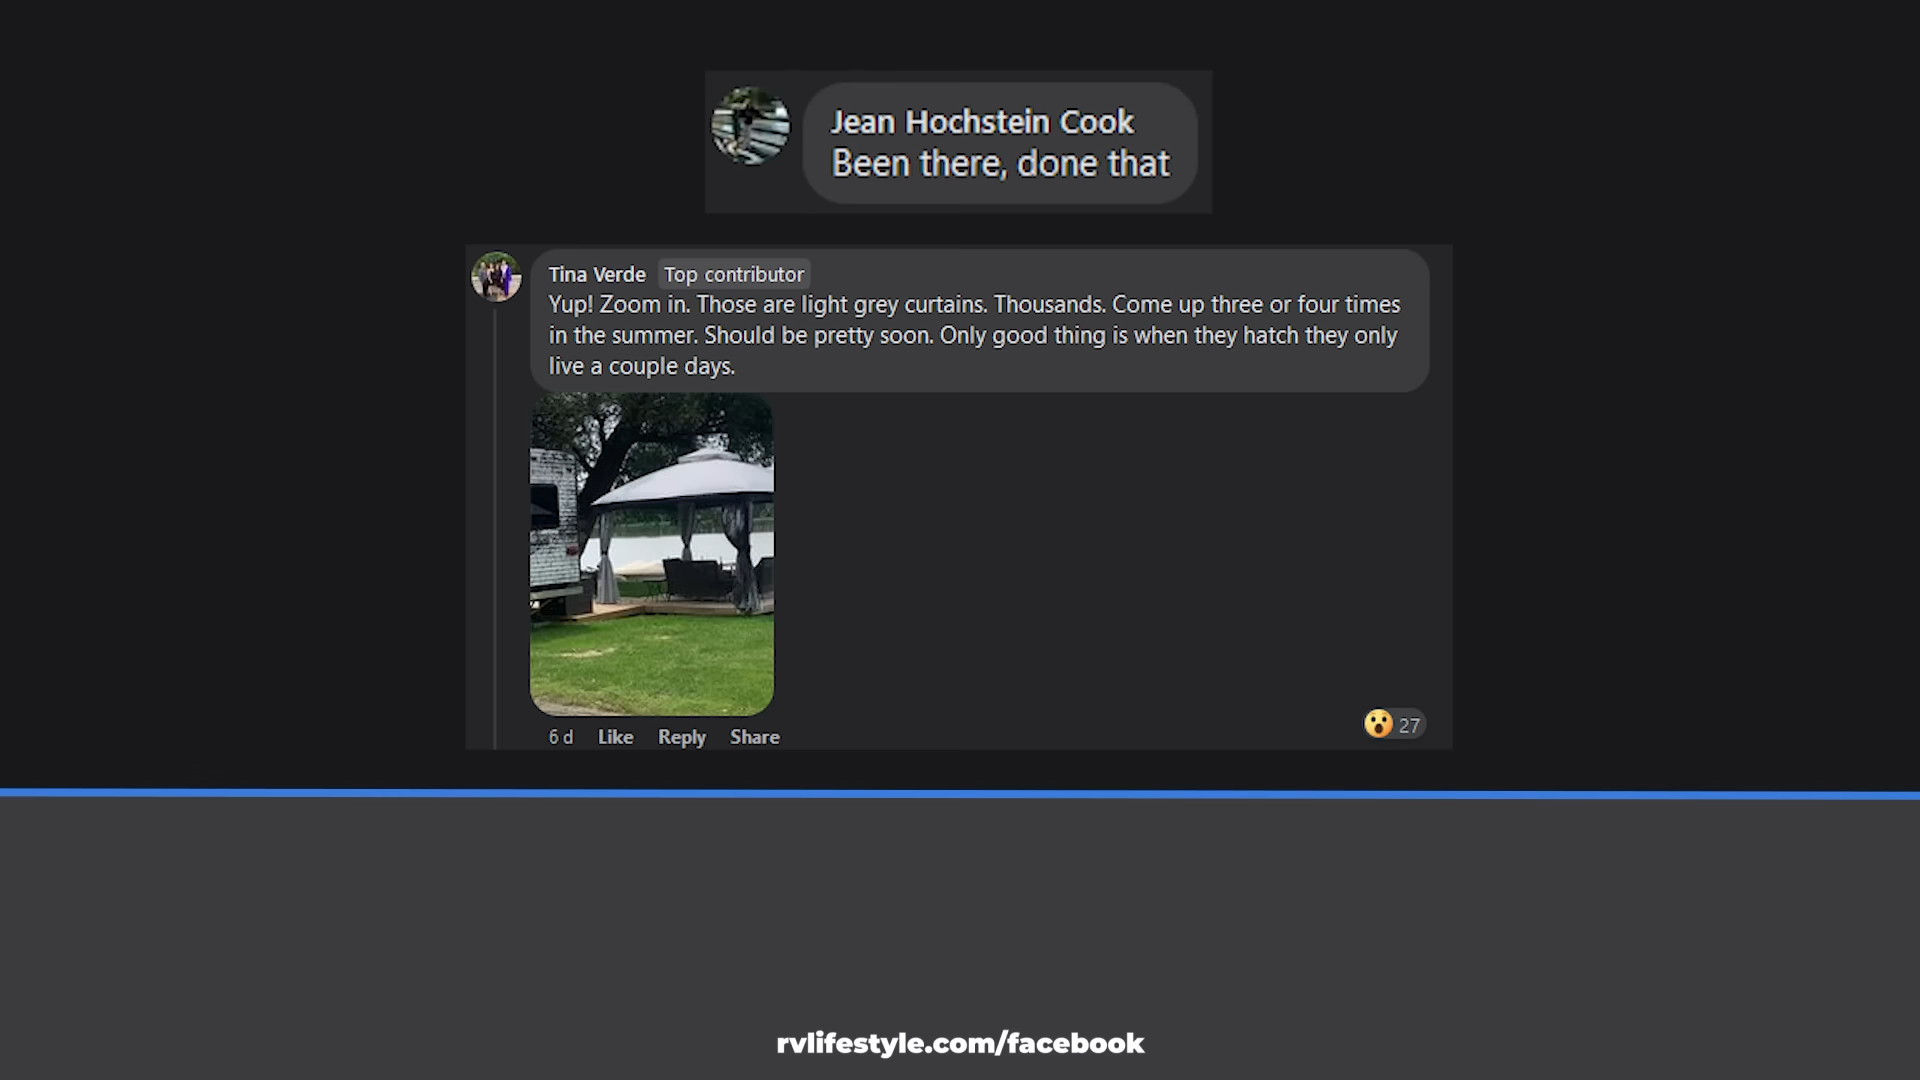 Jean Hochstein Cook
Been there, done that
Tina Verde Top contributor
Yup! Zoom in. Those are light grey curtains. Thousands. Come up three or four times
in the summer. Should be pretty soon. Only good thing is when they hatch they only
live a couple days.
6 d Like Reply Share
27
rvlifestyle.com/facebook